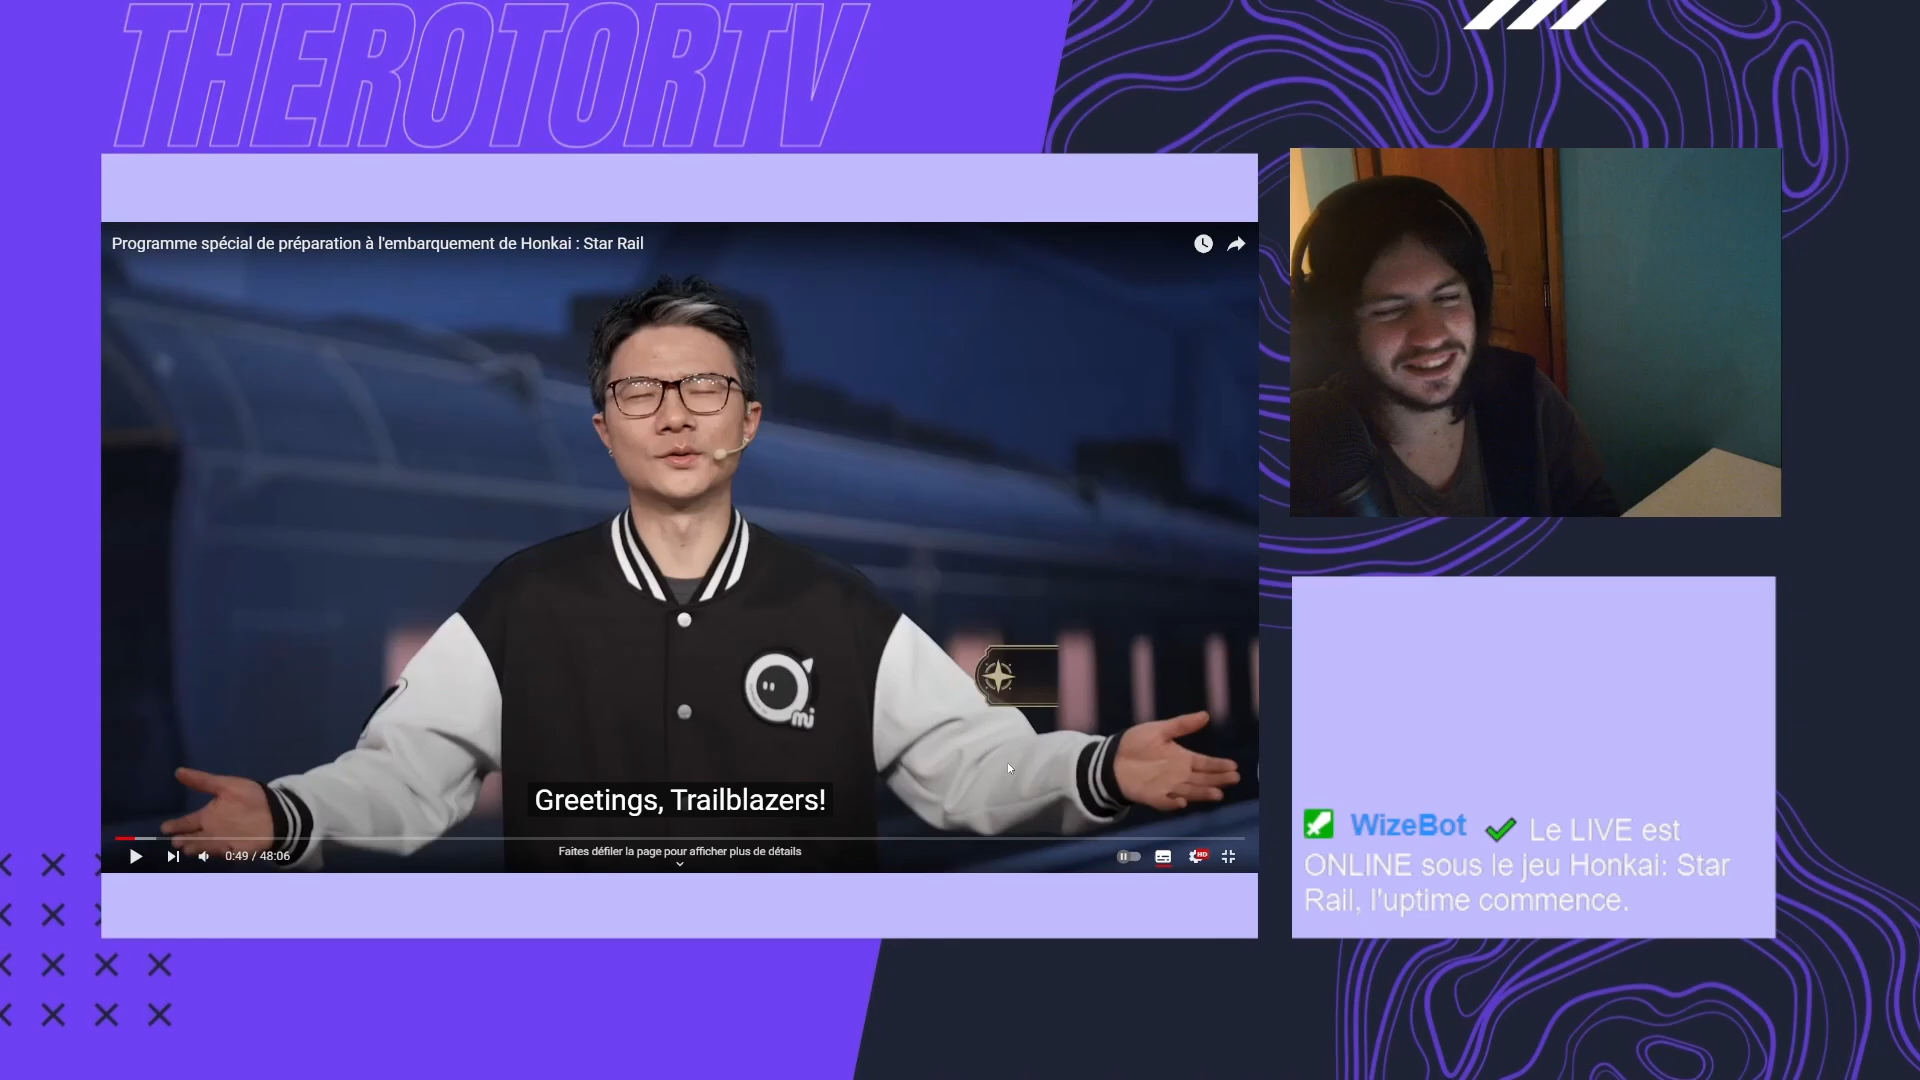 THEROTORTV
Programme spécial de préparation à l'embarquement de Honkai : Star Rail
mi
Greetings, Trailblazers!
0:49 / 48:06
Faites défiler la page pour afficher plus de détails
HD
WizeBot Le LIVE est
ONLINE sous le jeu Honkai: Star
Rail, l'uptime commence.